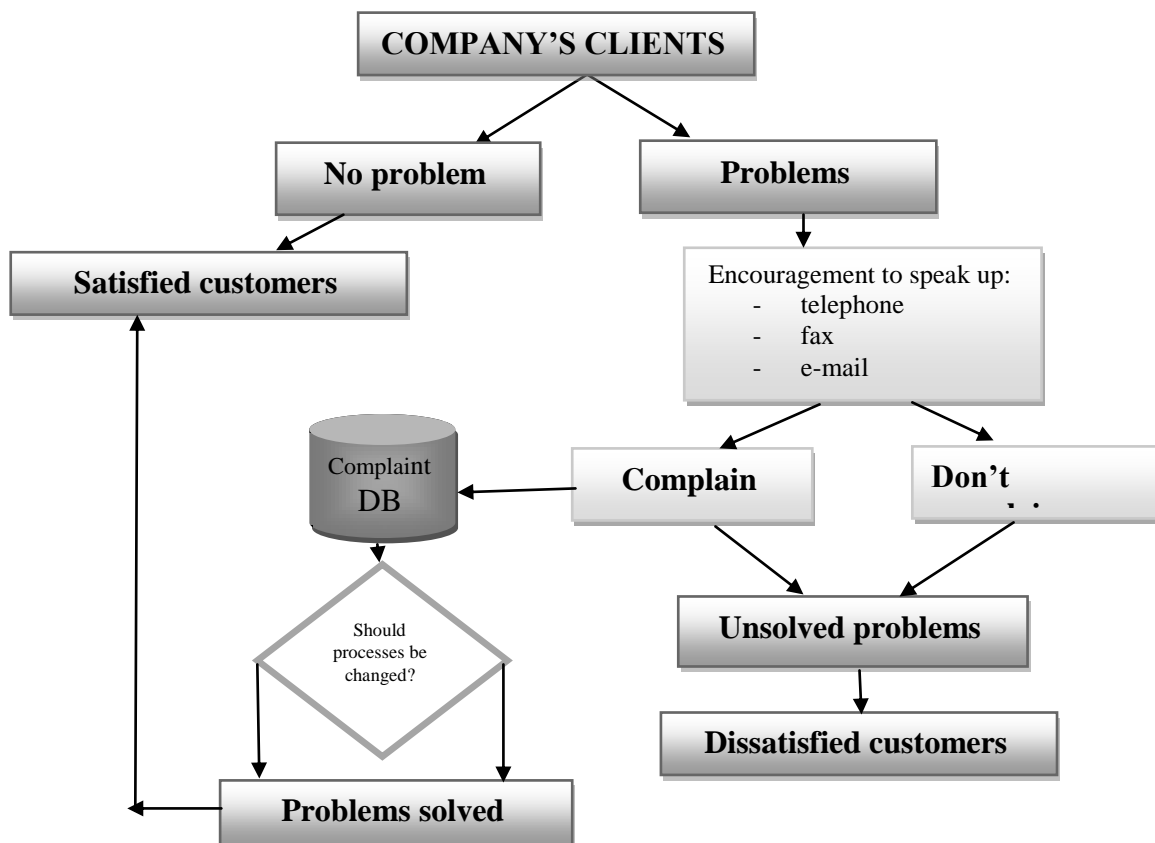 COMPANY’S CLIENTS
No problem
Problems
Satisfied customers
Encouragement to speak up:
- telephone
- fax
- e-mail
Complaint
DB
Complain
Don’t
Should
processes be
changed?
Unsolved problems
Dissatisfied customers
Problems solved